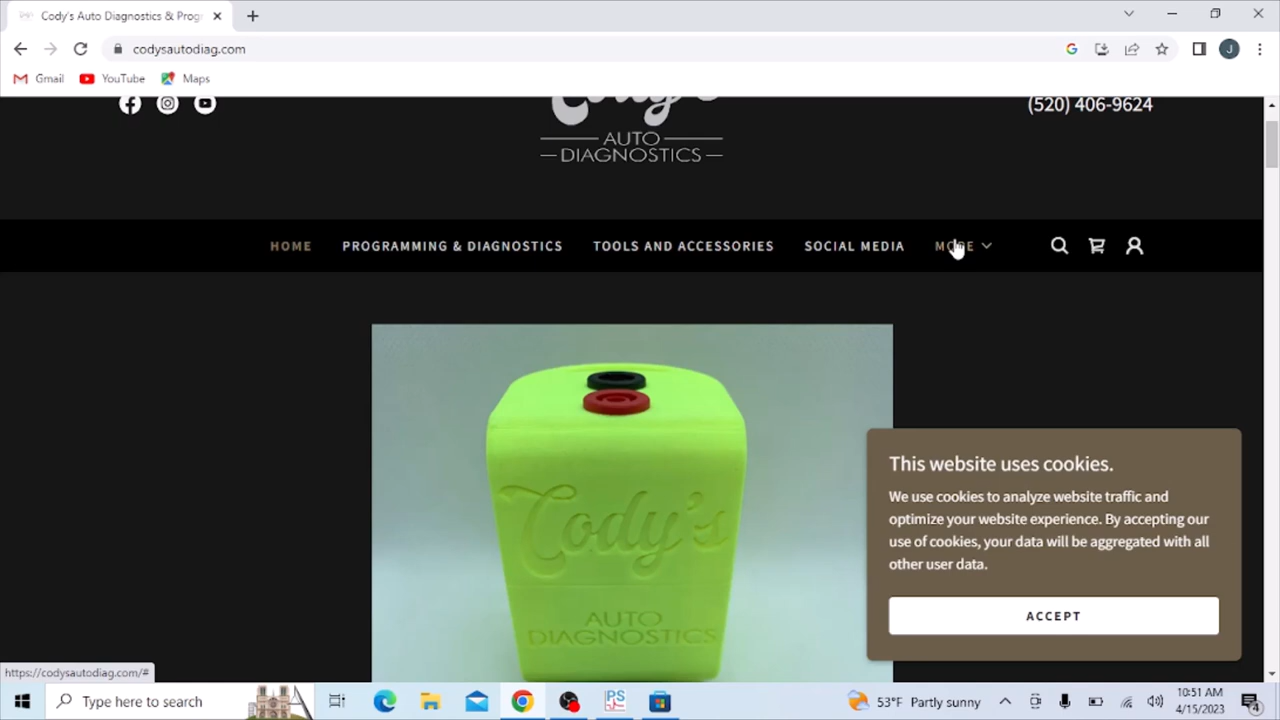 Cody's Auto Diagnostics & Prog
codysautodiag.com
Gmail
YouTube
Maps
Cody's
(520) 406-9624
AUTO
DIAGNOSTICS
HOME
PROGRAMMING & DIAGNOSTICS
TOOLS AND ACCESSORIES
SOCIAL MEDIA
MORE
Cody's
AUTO
DIAGNOSTICS
This website uses cookies.
We use cookies to analyze website traffic and
optimize your website experience. By accepting our
use of cookies, your data will be aggregated with all
other user data.
ACCEPT
https://codysautodiag.com/#
Type here to search
53°F Partly sunny
10:51 AM
4/15/2023